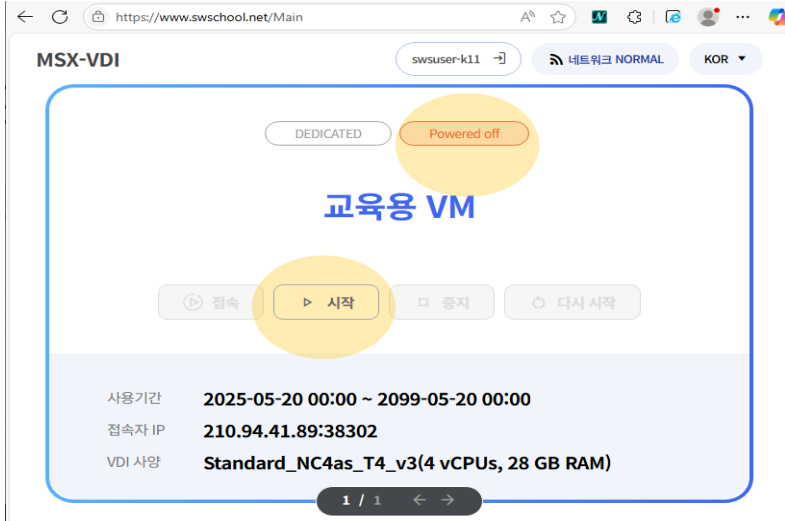 https://www.swschool.net/Main
MSX-VDI
swsuser-k11
네트워크 NORMAL
KOR
DEDICATED
Powered off
교육용 VM
접속
시작
중지
다시 시작
사용기간 2025-05-20 00:00 ~ 2099-05-20 00:00
접속자 IP 210.94.41.89:38302
VDI 사양 Standard_NC4as_T4_v3(4 vCPUs, 28 GB RAM)
1 / 1